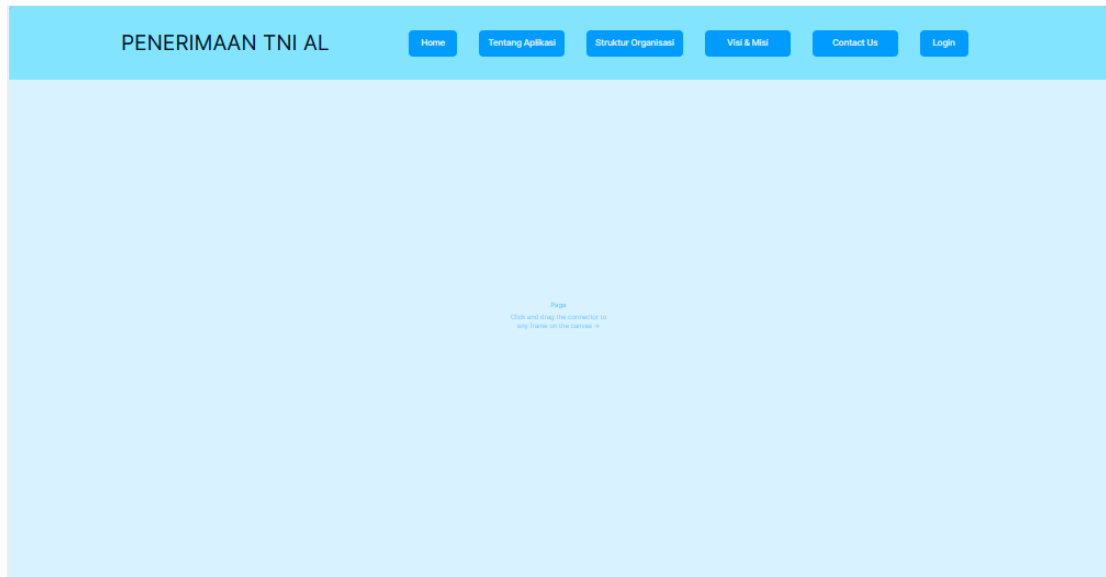 PENERIMAAN TNI AL
Home
Tentang Aplikasi
Struktur Organisasi
Visi & Misi
Contact Us
Login
Page
Click and drag the connector to
any frame on the canvas →